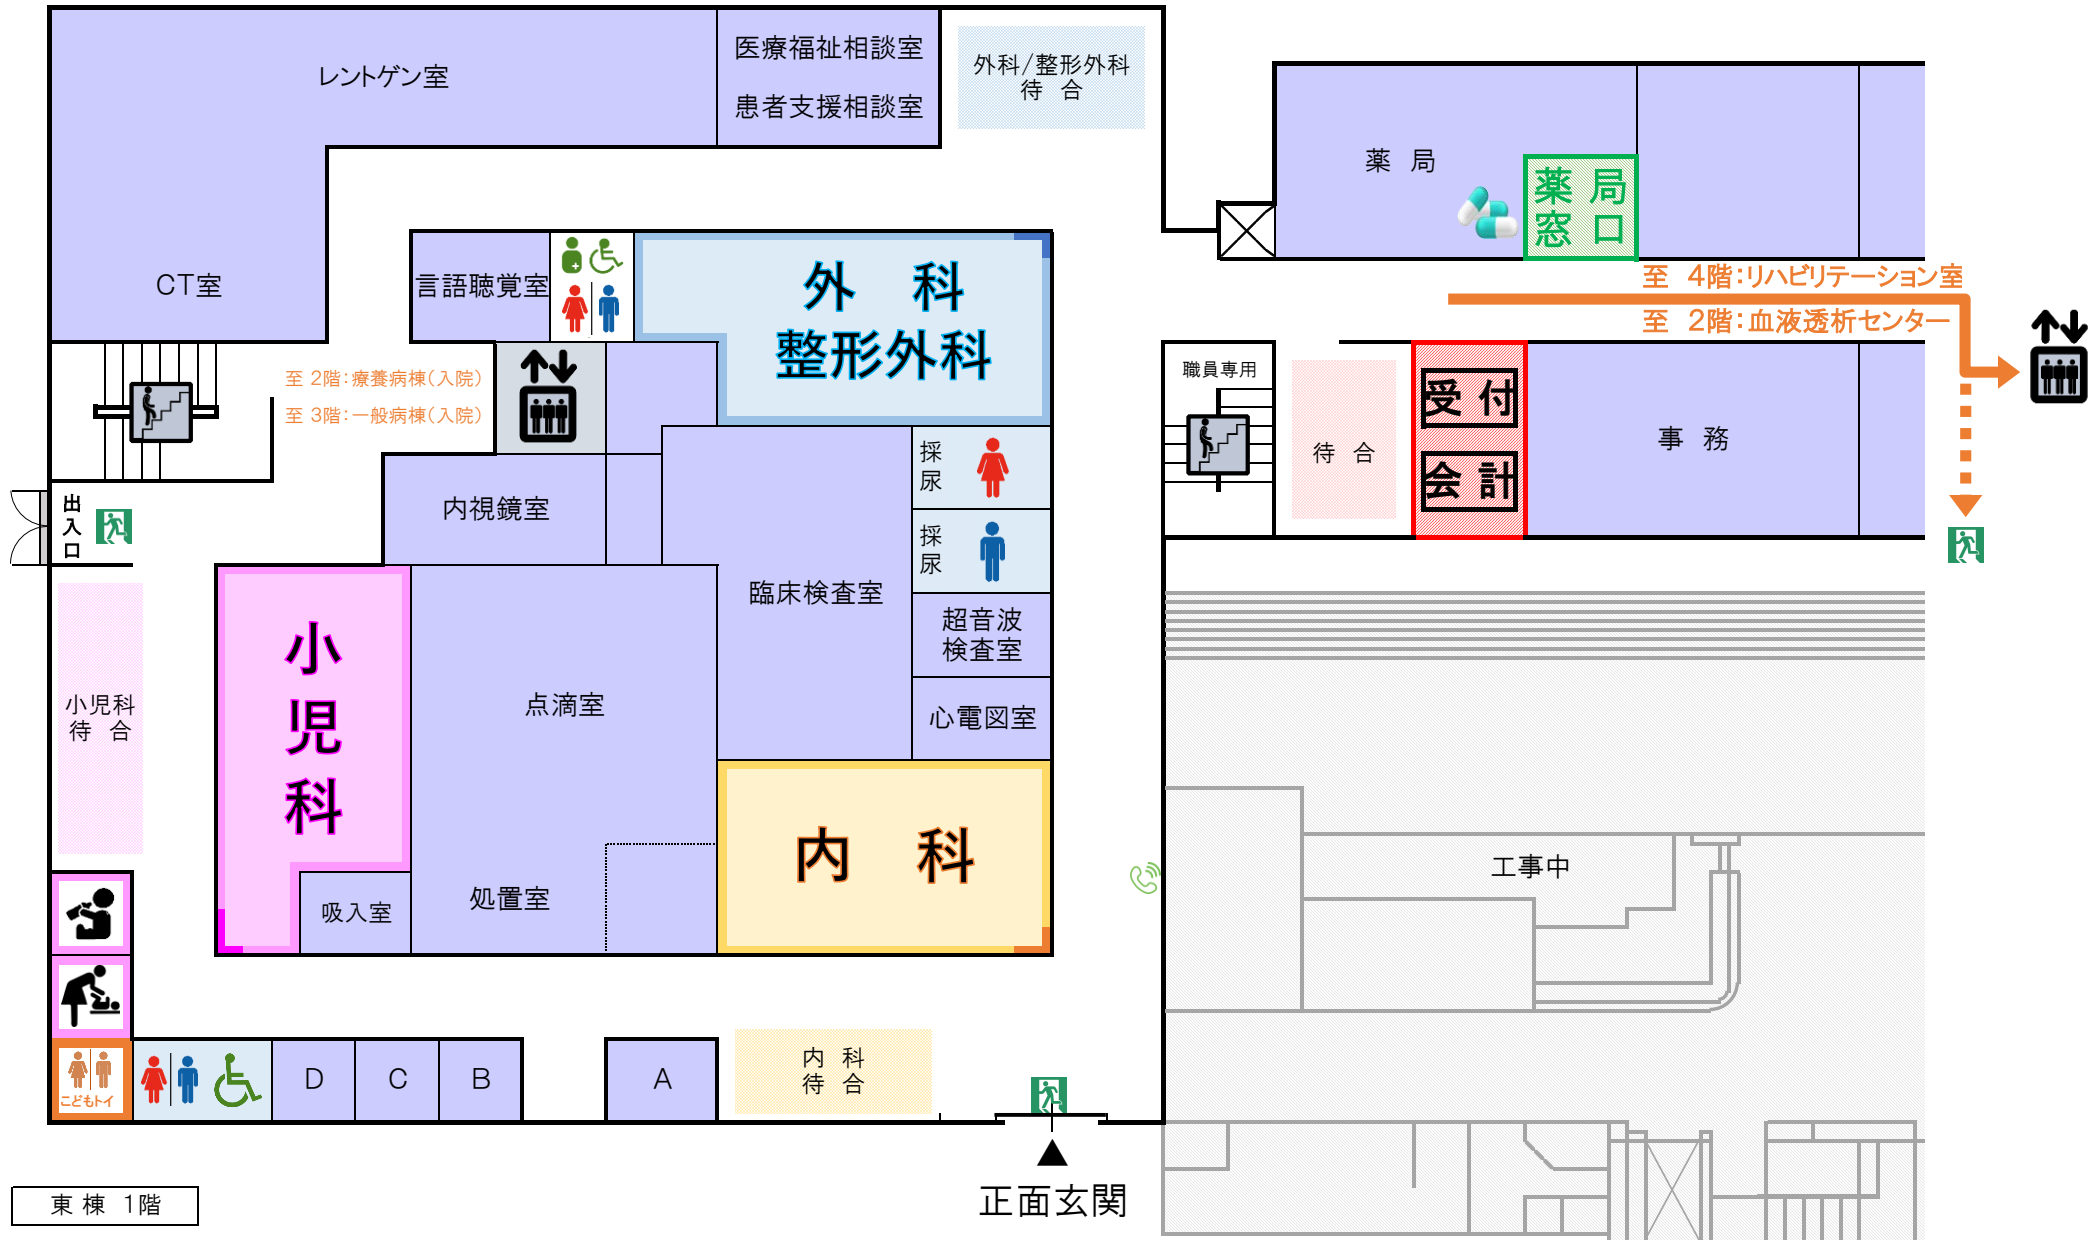 レントゲン室
医療福祉相談室
患者支援相談室
外科/整形外科
待 合
薬 局
薬 局
窓 口
CT室
言語聴覚室
外 科
整形外科
至 4階：リハビリテーション室
至 2階：血液透析センター
至 2階：療養病棟（入院）
至 3階：一般病棟（入院）
職員専用
待 合
受 付
会 計
事 務
出
入
口
内視鏡室
採
尿
採
尿
臨床検査室
超音波
検査室
心電図室
小児科
待 合
小
児
科
点滴室
吸入室
処置室
内 科
工事中
こどもトイ
D
C
B
A
内 科
待 合
正面玄関
東 棟 1階